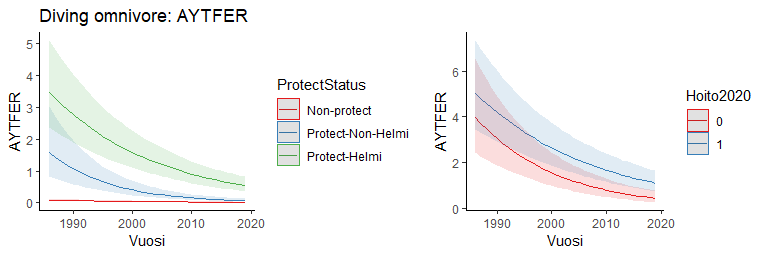 Diving omnivore: AYTFER
AYTFER
5
4
3
2
1
0
1990 2000 2010 2020
Vuosi
ProtectStatus
Non-protect
Protect-Non-Helmi
Protect-Helmi
AYTFER
6
4
2
0
1990 2000 2010 2020
Vuosi
Hoito2020
0
1